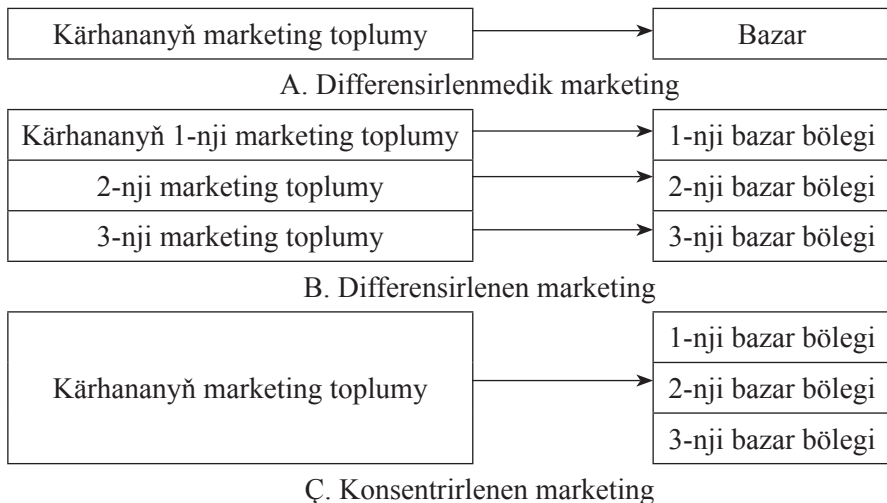 Kärhananyň marketing toplumy Bazar
A. Differensirlenmedik marketing
Kärhananyň 1-nji marketing toplumy 1-nji bazar bölegi
2-nji marketing toplumy 2-nji bazar bölegi
3-nji marketing toplumy 3-nji bazar bölegi
B. Differensirlenen marketing
1-nji bazar bölegi
Kärhananyň marketing toplumy 2-nji bazar bölegi
3-nji bazar bölegi
Ç. Konsentrirlenen marketing